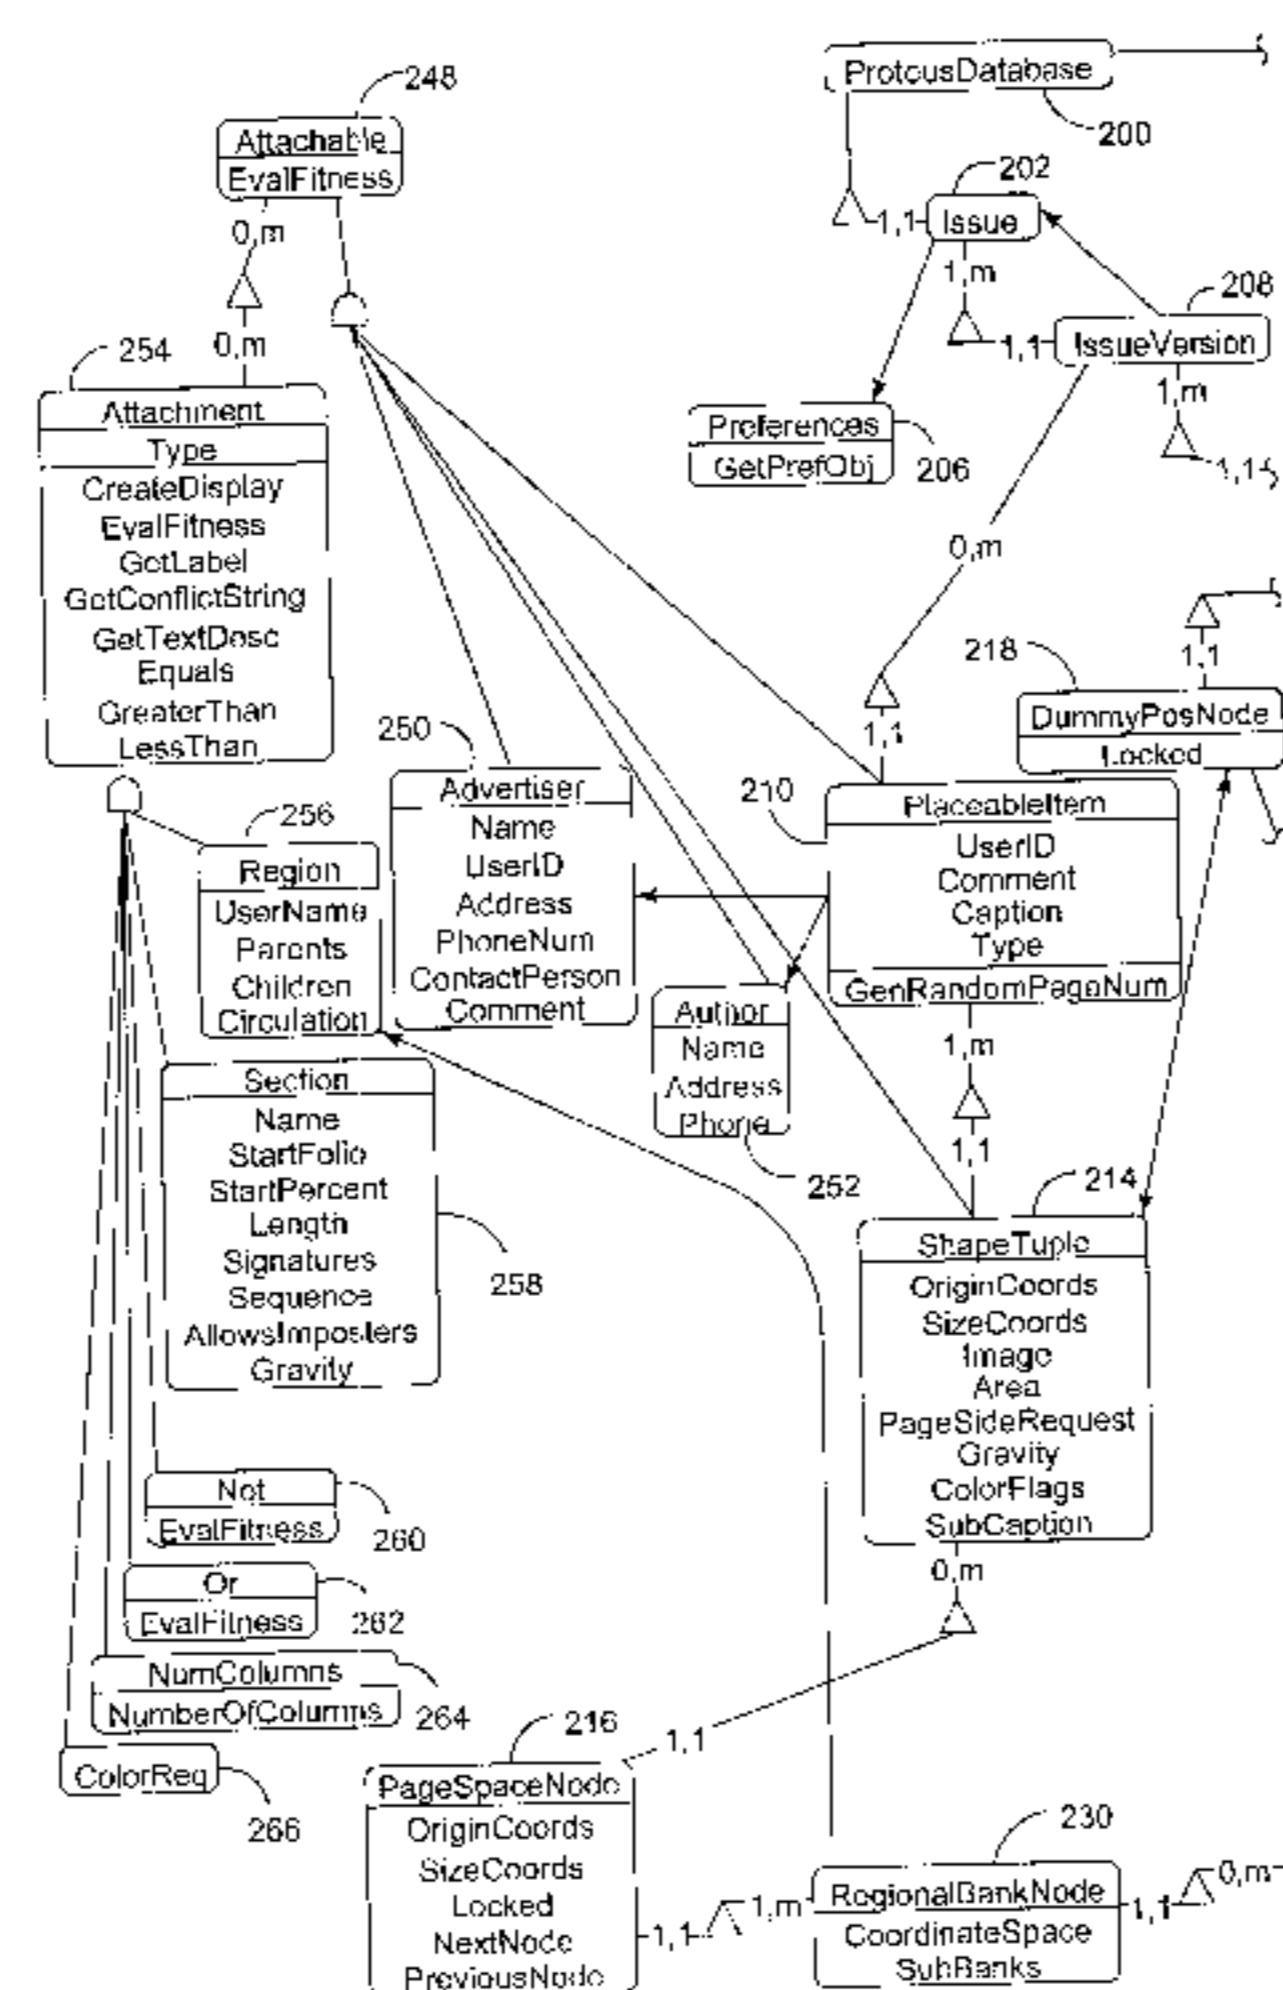 248
Attachable
EvalFitness
0,m
0,m
254
Attachment
Type
CreateDisplay
EvalFitness
GetLabel
GetConflictString
GetTextDesc
Equals
GreaterThan
LessThan
ProteusDatabase
200
202
1,1
Issue
1,m
208
1,1
IssueVersion
1,m
1,1
Preferences
GetPrefObj
206
0,m
1,1
218
1,1
DummyPosNode
Locked
250
Advertiser
Name
UserID
Address
PhoneNum
ContactPerson
Comment
210
PlaceableItem
UserID
Comment
Caption
Type
GenRandomPageNum
256
Region
UserName
Parents
Children
Circulation
Author
Name
Address
Phone
252
1,m
1,1
214
Section
Name
StartFolio
StartPercent
Length
Signatures
Sequence
AllowsImposters
Gravity
258
ShapeTuple
OriginCoords
SizeCoords
Image
Area
PageSideRequest
Gravity
ColorFlags
SubCaption
0,m
Not
EvalFitness
260
Or
EvalFitness
262
NumColumns
NumberOfColumns
264
ColorReq
266
216
1,1
PageSpaceNode
OriginCoords
SizeCoords
Locked
NextNode
PreviousNode
1,1
1,m
230
RegionalBankNode
CoordinateSpace
SubBanks
1,1
0,m